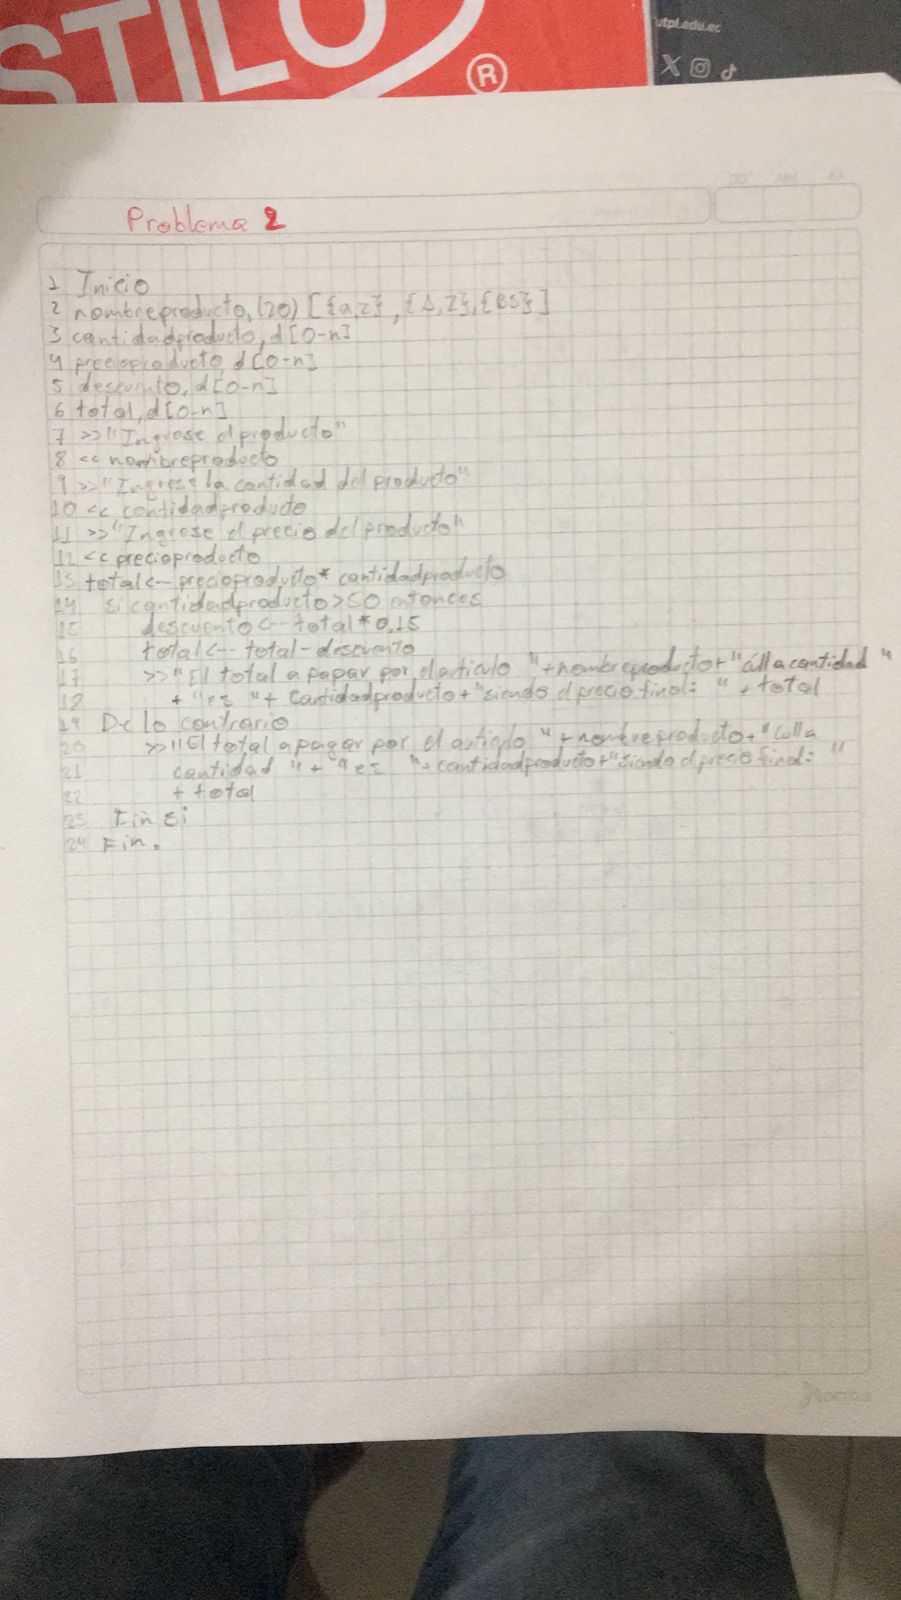 STILO
®
utpl.edu.ec
Problema 2
1 Inicio
2 nombreproducto, (20) [{a,z}, {A,Z}, {BS}]
3 cantidadproducto, d[0-n]
4 precioproducto, d[0-n]
5 descuento, d[0-n]
6 total, d[0-n]
7 >>"Ingrese el producto"
8 << nombreproducto
9 >>"Ingrese la cantidad del producto"
10 << cantidadproducto
11 >>"Ingrese el precio del producto"
12 << precioproducto
13 total<-- precioproducto* cantidadproducto
14 si cantidadproducto>50 entonces
15 descuento<-- total*0.15
16 total<-- total-descuento
17 >>"El total a pagar por el articulo "+nombreproducto+" cantidad "
18 + "es "+ cantidadproducto+"siendo el precio final: " + total
19 De lo contrario
20 >>"El total a pagar por el articulo "+nombreproducto+"
21 cantidad "+ "es "+cantidadproducto+"siendo el precio final: "
22 + total
23 Fin si
24 Fin.
Norma